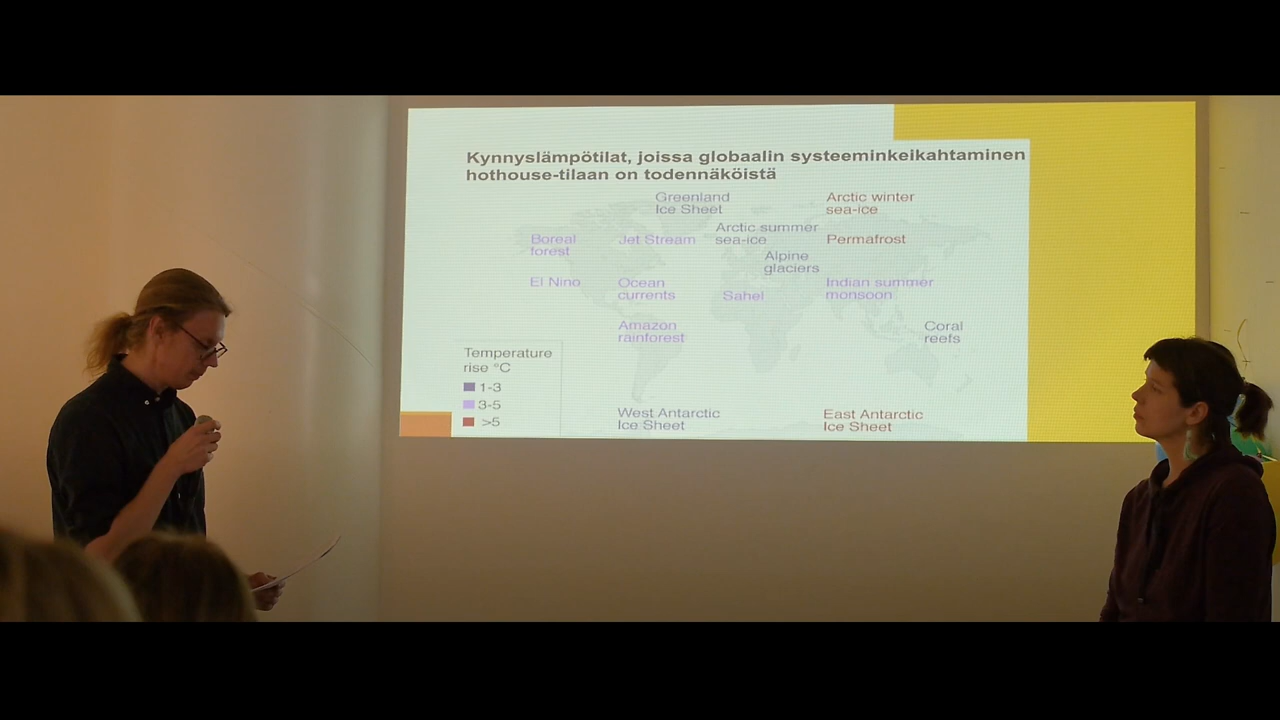 Kynnyslämpötilat, joissa globaalin systeeminkeikahtaminen
hothouse-tilaan on todennäköistä
Greenland
Ice Sheet
Arctic winter
sea-ice
Boreal
forest
Jet Stream
Arctic summer
sea-ice
Permafrost
Alpine
glaciers
El Nino
Ocean
currents
Sahel
Indian summer
monsoon
Amazon
rainforest
Coral
reefs
Temperature
rise °C
1-3
3-5
>5
West Antarctic
Ice Sheet
East Antarctic
Ice Sheet